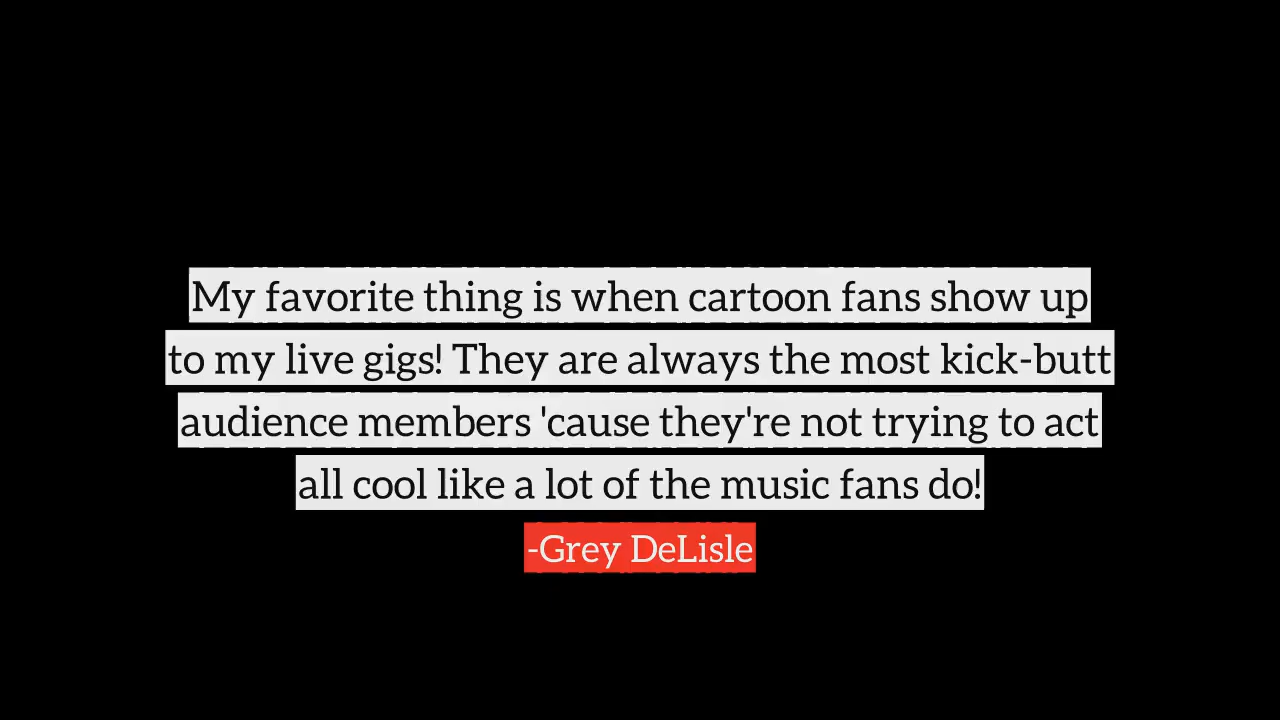 My favorite thing is when cartoon fans show up
to my live gigs! They are always the most kick-butt
audience members 'cause they're not trying to act
all cool like a lot of the music fans do!
-Grey DeLisle